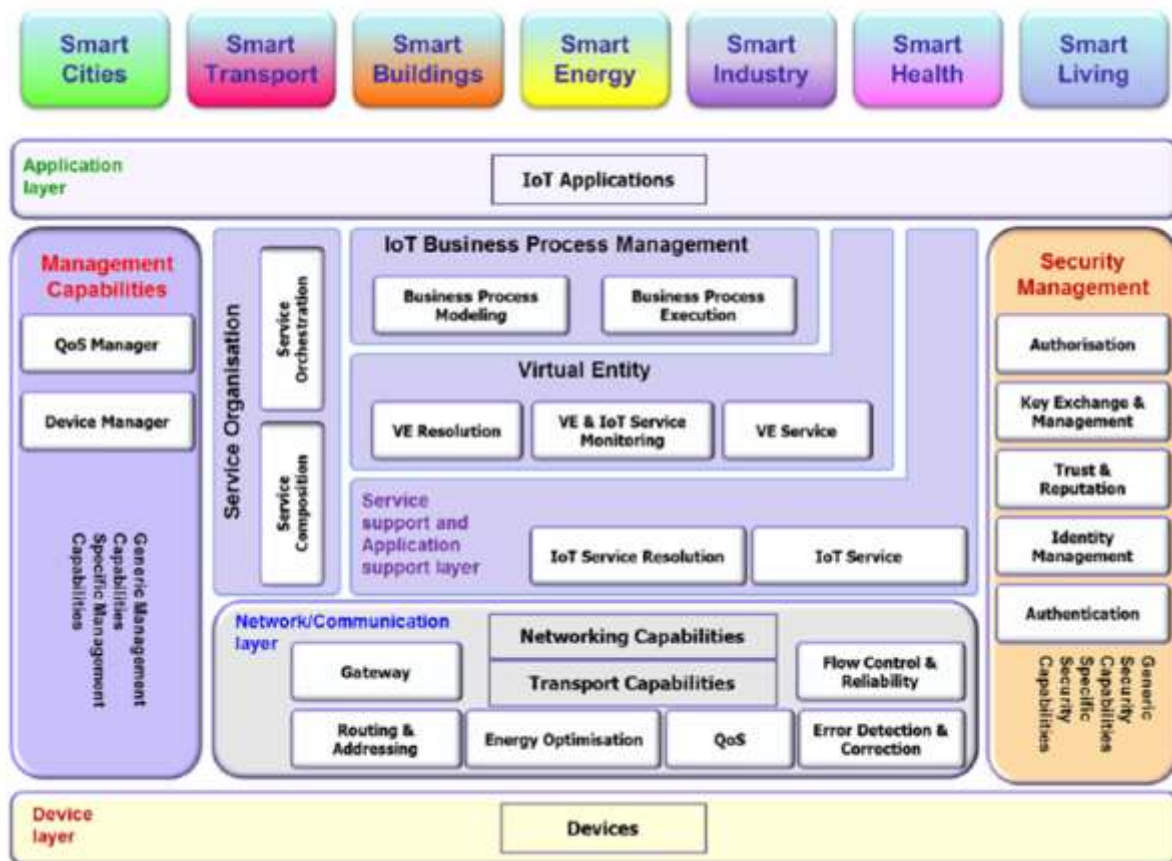 Smart
Cities
Smart
Transport
Smart
Buildings
Smart
Energy
Smart
Industry
Smart
Health
Smart
Living
Application
layer
IoT Applications
Management
Capabilities
QoS Manager
Device Manager
Generic Management
Capabilities
Specific Management
Capabilities
Service Organisation
Service
Orchestration
Service
Composition
IoT Business Process Management
Business Process
Modeling
Business Process
Execution
Virtual Entity
VE Resolution
VE & IoT Service
Monitoring
VE Service
Service
support and
Application
support layer
IoT Service Resolution
IoT Service
Security
Management
Authorisation
Key Exchange &
Management
Trust &
Reputation
Identity
Management
Authentication
Generic
Security
Capabilities
Specific
Security
Capabilities
Network/Communication
layer
Networking Capabilities
Transport Capabilities
Gateway
Flow Control &
Reliability
Routing &
Addressing
Energy Optimisation
QoS
Error Detection &
Correction
Device
layer
Devices